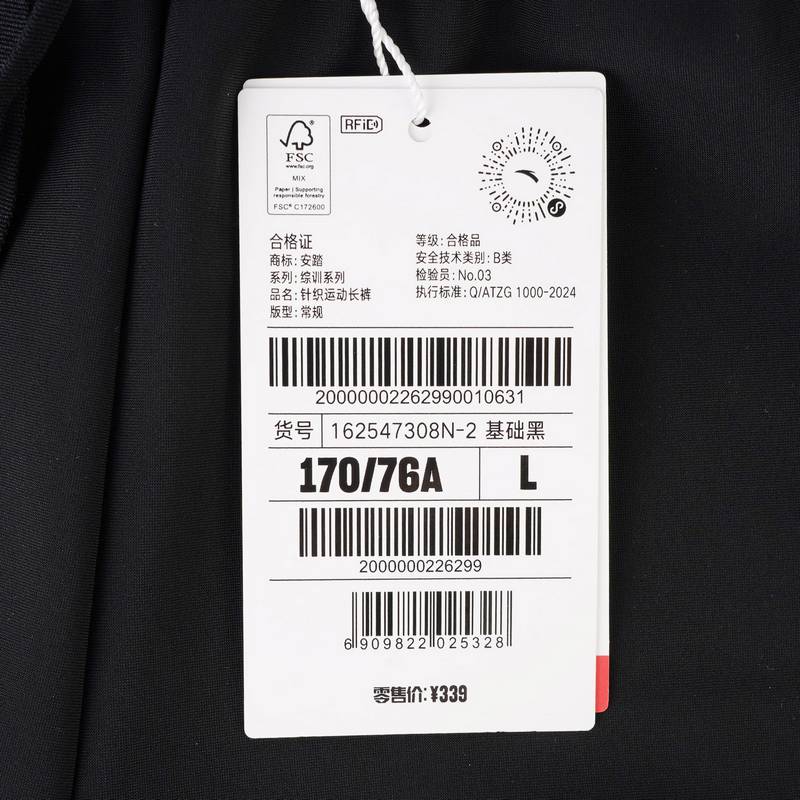 RFID
FSC
www.fsc.org
MIX
Paper | Supporting
responsible forestry
FSC® C172600
合格证
商标: 安踏
系列: 综训系列
品名: 针织运动长裤
版型: 常规
等级: 合格品
安全技术类别: B类
检验员: No.03
执行标准: Q/ATZG 1000-2024
20000002262990010631
货号 162547308N-2 基础黑
170/76A L
2000000226299
6 909822 025328
零售价: ¥339